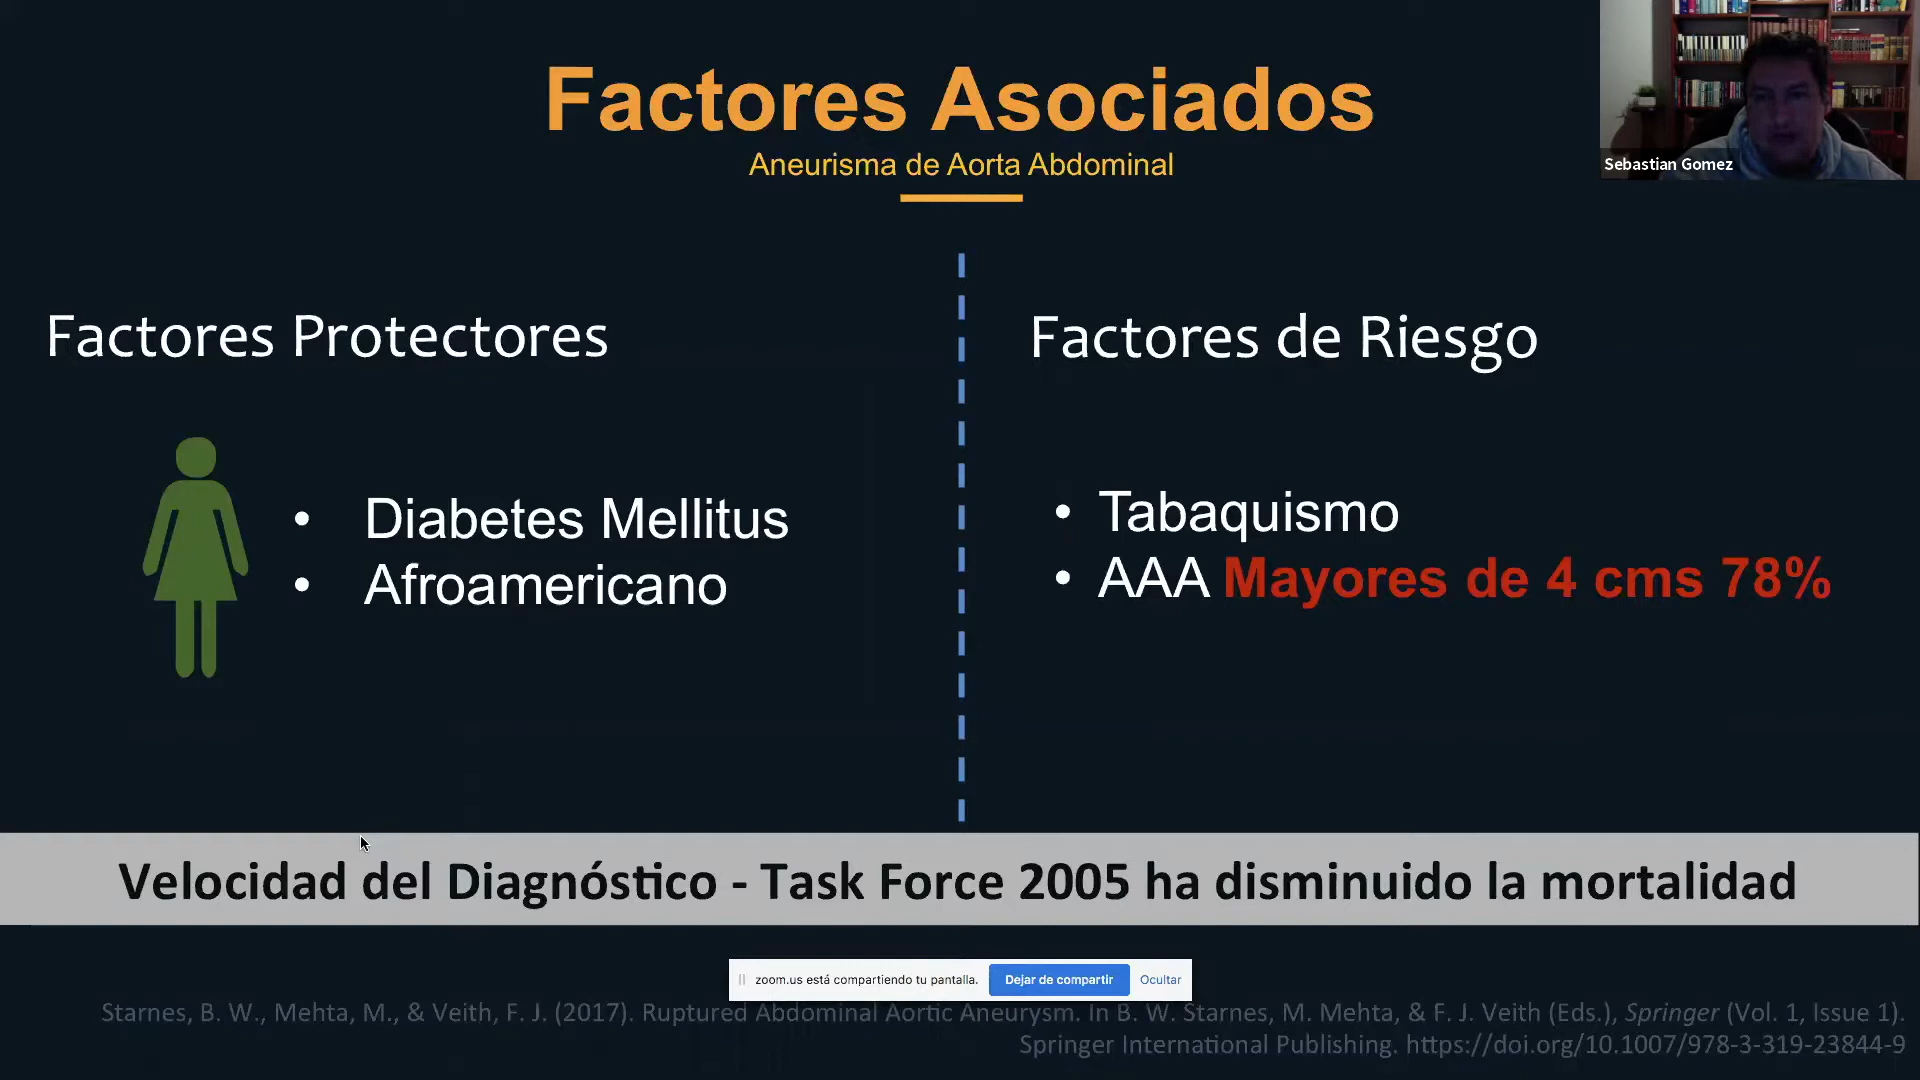 Factores Asociados
Aneurisma de Aorta Abdominal
Sebastian Gomez
Factores Protectores
• Diabetes Mellitus
• Afroamericano
Factores de Riesgo
• Tabaquismo
• AAA Mayores de 4 cms 78%
Velocidad del Diagnóstico - Task Force 2005 ha disminuido la mortalidad
zoom.us está compartiendo tu pantalla. Dejar de compartir Ocultar
Starnes, B. W., Mehta, M., & Veith, F. J. (2017). Ruptured Abdominal Aortic Aneurysm. In B. W. Starnes, M. Mehta, & F. J. Veith (Eds.), Springer (Vol. 1, Issue 1).
Springer International Publishing. https://doi.org/10.1007/978-3-319-23844-9